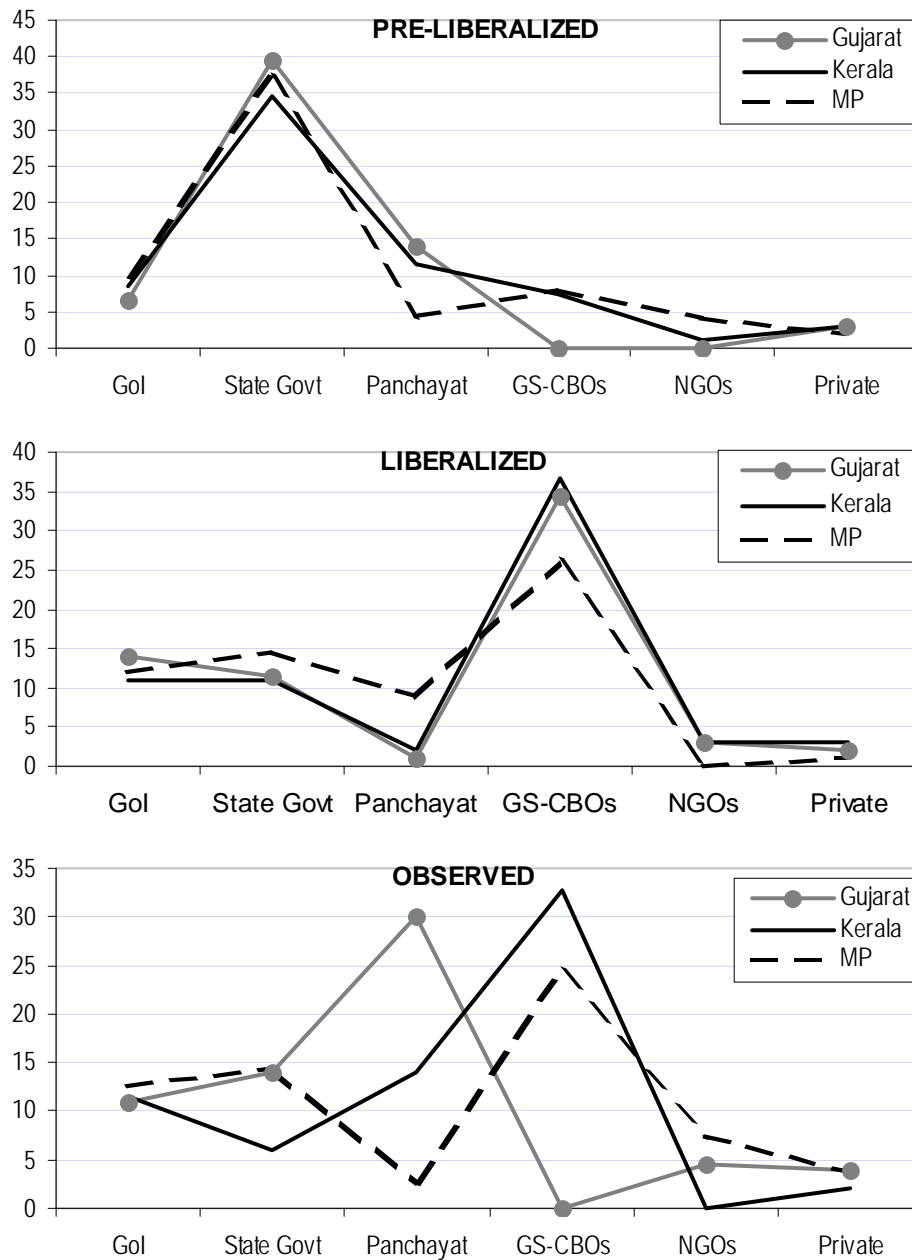 PRE-LIBERALIZED
Gujarat
Kerala
MP
45
40
35
30
25
20
15
10
5
0
GoI State Govt Panchayat GS-CBOs NGOs Private
LIBERALIZED
Gujarat
Kerala
MP
40
35
30
25
20
15
10
5
0
GoI State Govt Panchayat GS-CBOs NGOs Private
OBSERVED
Gujarat
Kerala
MP
35
30
25
20
15
10
5
0
GoI State Govt Panchayat GS-CBOs NGOs Private